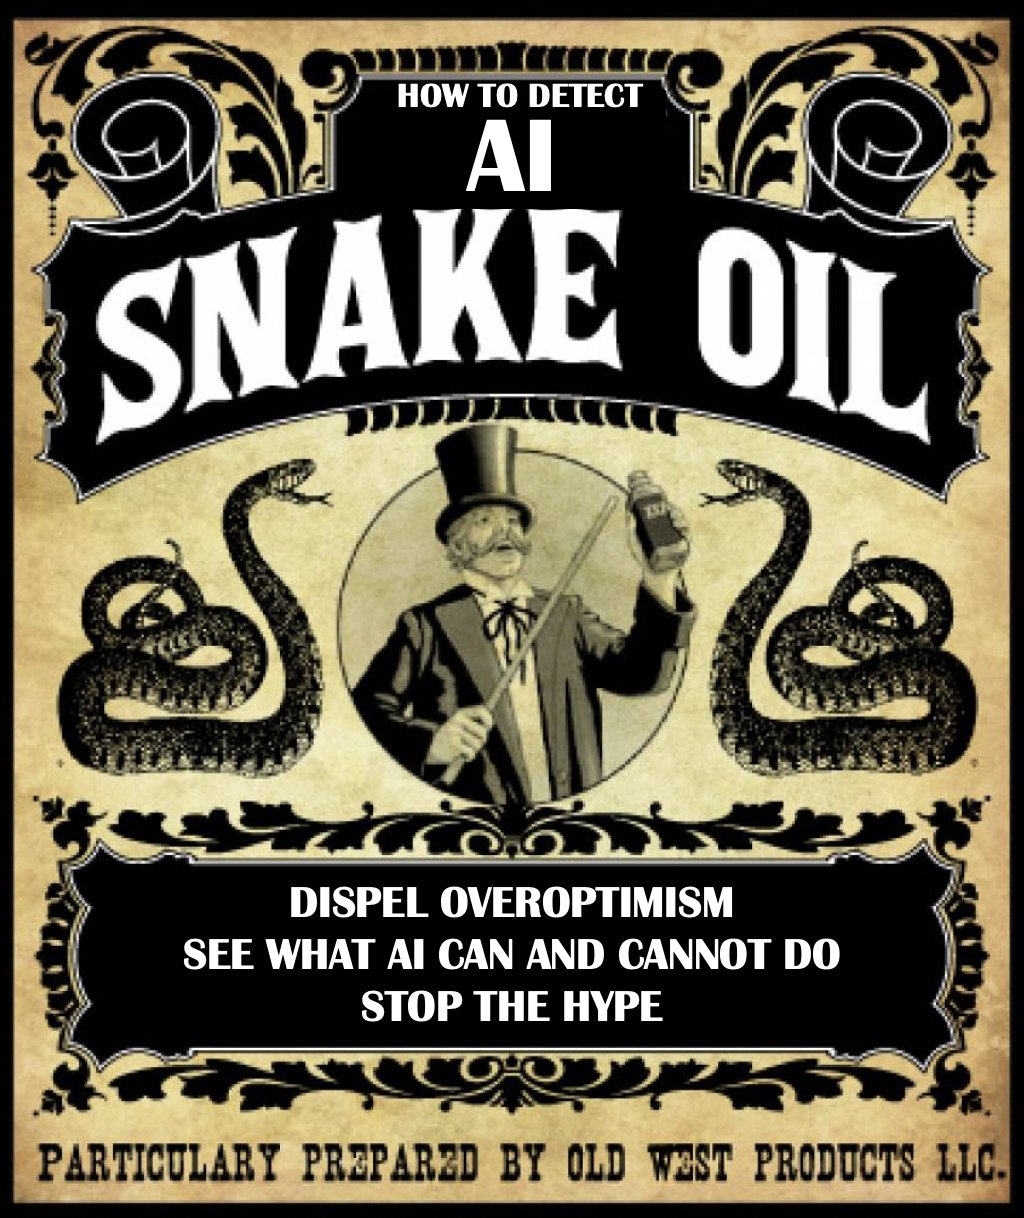 HOW TO DETECT
AI
SNAKE OIL
DISPEL OVEROPTIMISM
SEE WHAT AI CAN AND CANNOT DO
STOP THE HYPE
PARTICULARY PREPARED BY OLD WEST PRODUCTS LLC.